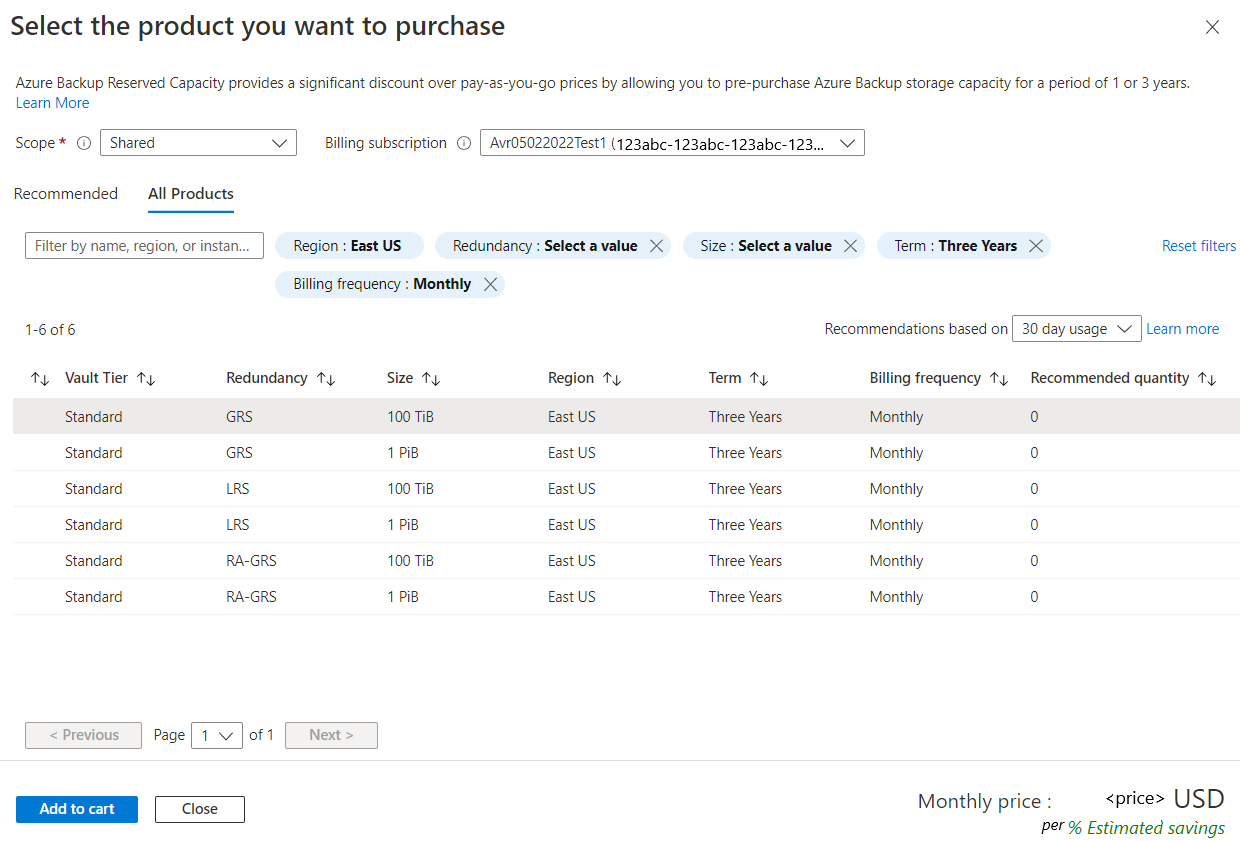 Select the product you want to purchase
Azure Backup Reserved Capacity provides a significant discount over pay-as-you-go prices by allowing you to pre-purchase Azure Backup storage capacity for a period of 1 or 3 years.
Learn More
Scope * Shared Billing subscription Avr05022022Test1 (123abc-123abc-123abc-123...
Recommended All Products
Filter by name, region, or instan... Region : East US Redundancy : Select a value Size : Select a value Term : Three Years Reset filters
Billing frequency : Monthly
1-6 of 6 Recommendations based on 30 day usage Learn more
Vault Tier Redundancy Size Region Term Billing frequency Recommended quantity
Standard GRS 100 TiB East US Three Years Monthly 0
Standard GRS 1 PiB East US Three Years Monthly 0
Standard LRS 100 TiB East US Three Years Monthly 0
Standard LRS 1 PiB East US Three Years Monthly 0
Standard RA-GRS 100 TiB East US Three Years Monthly 0
Standard RA-GRS 1 PiB East US Three Years Monthly 0
< Previous Page 1 of 1 Next >
Add to cart Close Monthly price : <price> USD
per % Estimated savings